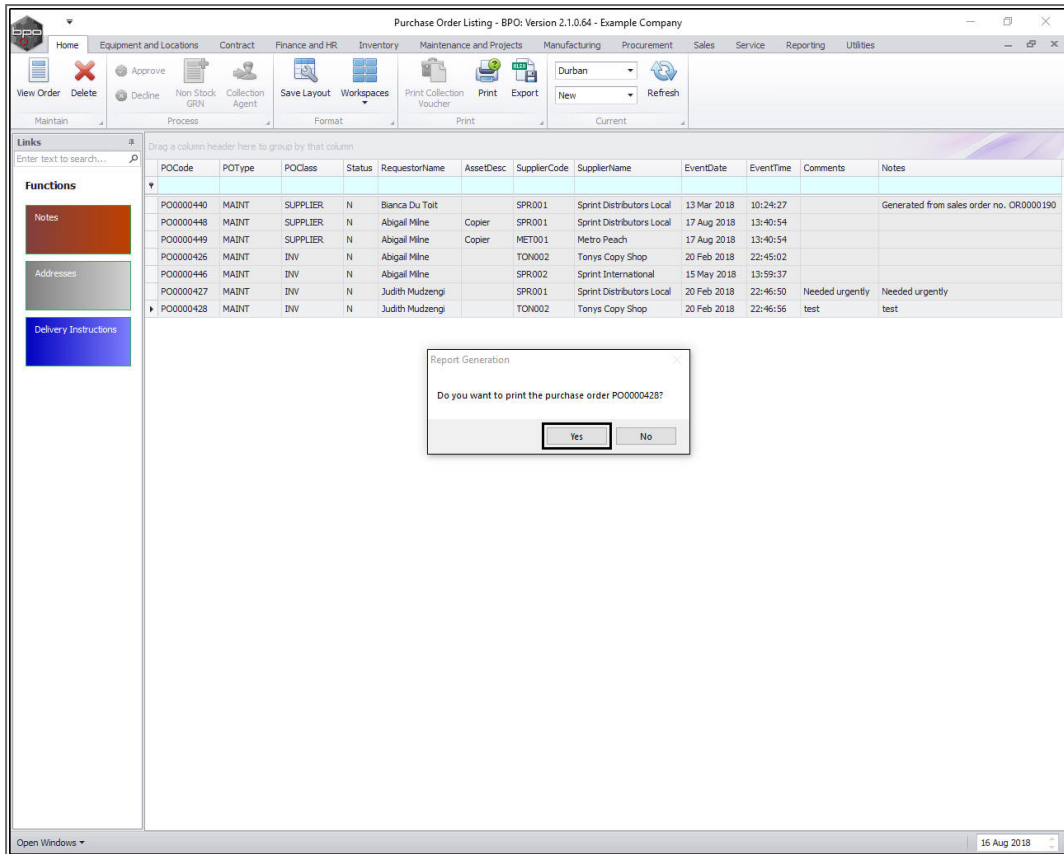 Purchase Order Listing - BPO: Version 2.1.0.64 - Example Company
bpo
Home Equipment and Locations Contract Finance and HR Inventory Maintenance and Projects Manufacturing Procurement Sales Service Reporting Utilities
View Order Delete Approve Decline Non Stock GRN Collection Agent Save Layout Workspaces Print Collection Voucher Print Export Durban New Refresh
Maintain Process Format Print Current
Links
Enter text to search...
Functions
Notes
Addresses
Delivery Instructions
Drag a column header here to group by that column
POCode POType POClass Status RequestorName AssetDesc SupplierCode SupplierName EventDate EventTime Comments Notes
PO0000440 MAINT SUPPLIER N Bianca Du Toit SPR001 Sprint Distributors Local 13 Mar 2018 10:24:27 Generated from sales order no. OR0000190
PO0000448 MAINT SUPPLIER N Abigail Milne Copier SPR001 Sprint Distributors Local 17 Aug 2018 13:40:54
PO0000449 MAINT SUPPLIER N Abigail Milne Copier MET001 Metro Peach 17 Aug 2018 13:40:54
PO0000426 MAINT INV N Abigail Milne TON002 Tonys Copy Shop 20 Feb 2018 22:45:02
PO0000446 MAINT INV N Abigail Milne SPR002 Sprint International 15 May 2018 13:59:37
PO0000427 MAINT INV N Judith Mudzengi SPR001 Sprint Distributors Local 20 Feb 2018 22:46:50 Needed urgently Needed urgently
PO0000428 MAINT INV N Judith Mudzengi TON002 Tonys Copy Shop 20 Feb 2018 22:46:56 test test
Report Generation
Do you want to print the purchase order PO0000428?
Yes No
Open Windows
16 Aug 2018